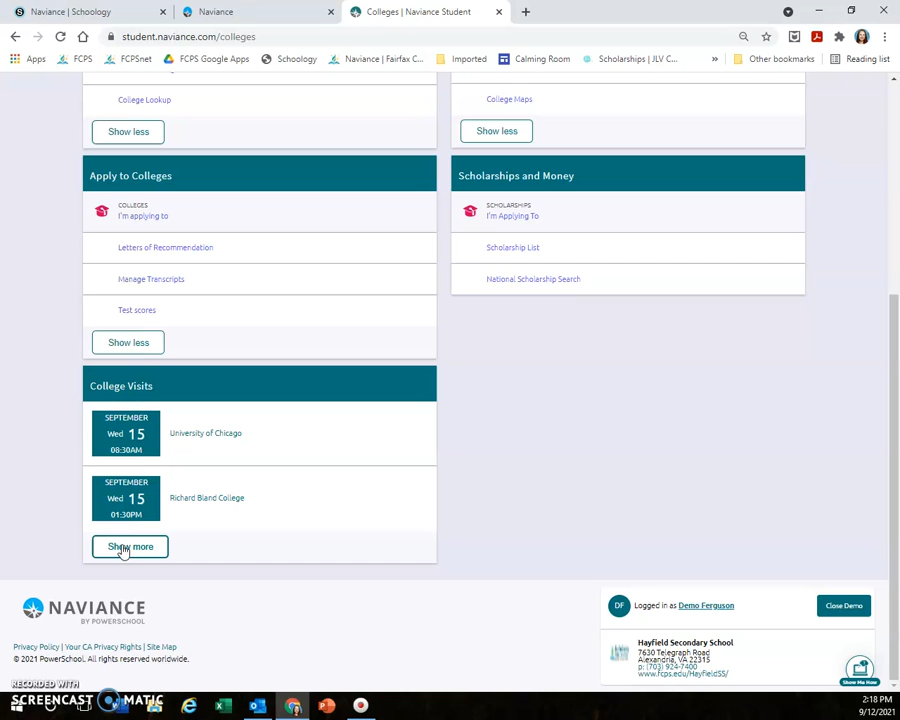 Naviance | Schoology
Naviance
Colleges | Naviance Student
student.naviance.com/colleges
Apps
FCPS
FCPSnet
FCPS Google Apps
Schoology
Naviance | Fairfax C...
Imported
Calming Room
Scholarships | JLV C...
»
Other bookmarks
Reading list
College Lookup
College Maps
Show less
Show less
Apply to Colleges
Scholarships and Money
COLLEGES
I'm applying to
SCHOLARSHIPS
I'm Applying To
Letters of Recommendation
Scholarship List
Manage Transcripts
National Scholarship Search
Test scores
Show less
College Visits
SEPTEMBER
Wed 15
08:30AM
University of Chicago
SEPTEMBER
Wed 15
01:30PM
Richard Bland College
Show more
NAVIANCE
BY POWERSCHOOL
DF
Logged in as Demo Ferguson
Close Demo
Privacy Policy | Your CA Privacy Rights | Site Map
© 2021 PowerSchool. All rights reserved worldwide.
Hayfield Secondary School
7630 Telegraph Road
Alexandria, VA 22315
p: (703) 924-7400
www.fcps.edu/HayfieldSS/
Show Me How
RECORDED WITH
SCREENCAST MATIC
2:18 PM
9/12/2021